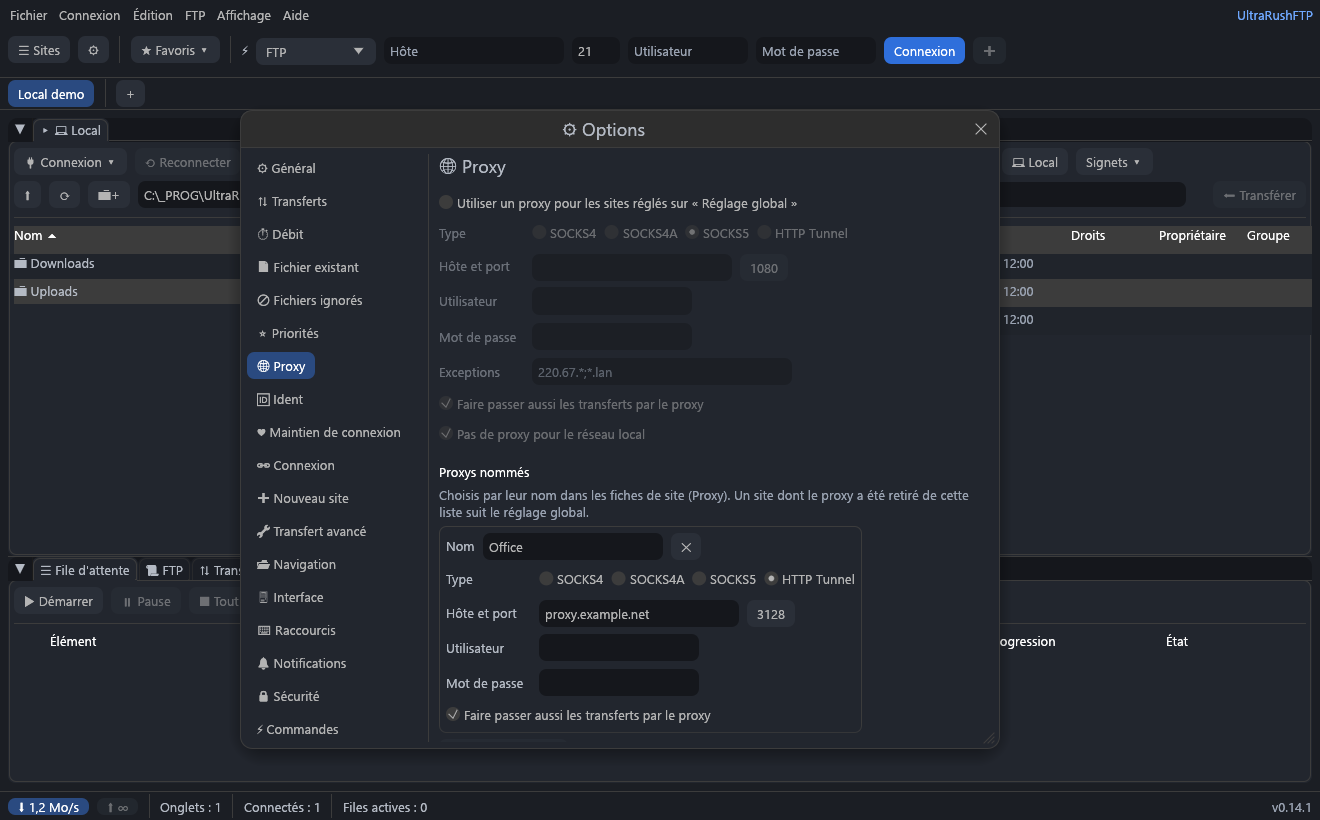 Fichier Connexion Édition FTP Affichage Aide UltraRushFTP
Sites Favoris FTP Hôte 21 Utilisateur Mot de passe Connexion +
Local demo +
Local
Options
Connexion Reconnecter
Local Signets
C:\_PROG\UltraR
Transférer
Nom Droits Propriétaire Groupe
Downloads 12:00
Uploads 12:00
12:00
Général
Transferts
Débit
Fichier existant
Fichiers ignorés
Priorités
Proxy
Ident
Maintien de connexion
Connexion
Nouveau site
Transfert avancé
Navigation
Interface
Raccourcis
Notifications
Sécurité
Commandes
Proxy
Utiliser un proxy pour les sites réglés sur « Réglage global »
Type SOCKS4 SOCKS4A SOCKS5 HTTP Tunnel
Hôte et port 1080
Utilisateur
Mot de passe
Exceptions 220.67.*;*.lan
Faire passer aussi les transferts par le proxy
Pas de proxy pour le réseau local
Proxys nommés
Choisis par leur nom dans les fiches de site (Proxy). Un site dont le proxy a été retiré de cette
liste suit le réglage global.
Nom Office
Type SOCKS4 SOCKS4A SOCKS5 HTTP Tunnel
Hôte et port proxy.example.net 3128
Utilisateur
Mot de passe
Faire passer aussi les transferts par le proxy
File d'attente FTP Trans
Démarrer Pause Tout
Élément ogression État
1,2 Mo/s ∞ Onglets : 1 Connectés : 1 Files actives : 0 v0.14.1